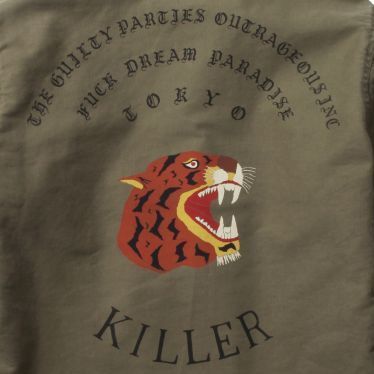 THE GUILTY PARTIES OUTRAGEOUS INC
FUCK DREAM PARADISE
TOKYO
KILLER